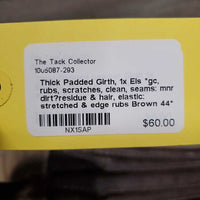 The Tack Collector
10u5087-293
Thick Padded Girth, 1x Els *gc,
rubs, scratches, clean, seams: mnr
dirt?residue & hair, elastic:
stretched & edge rubs Brown 44"
NX1SAP
$60.00